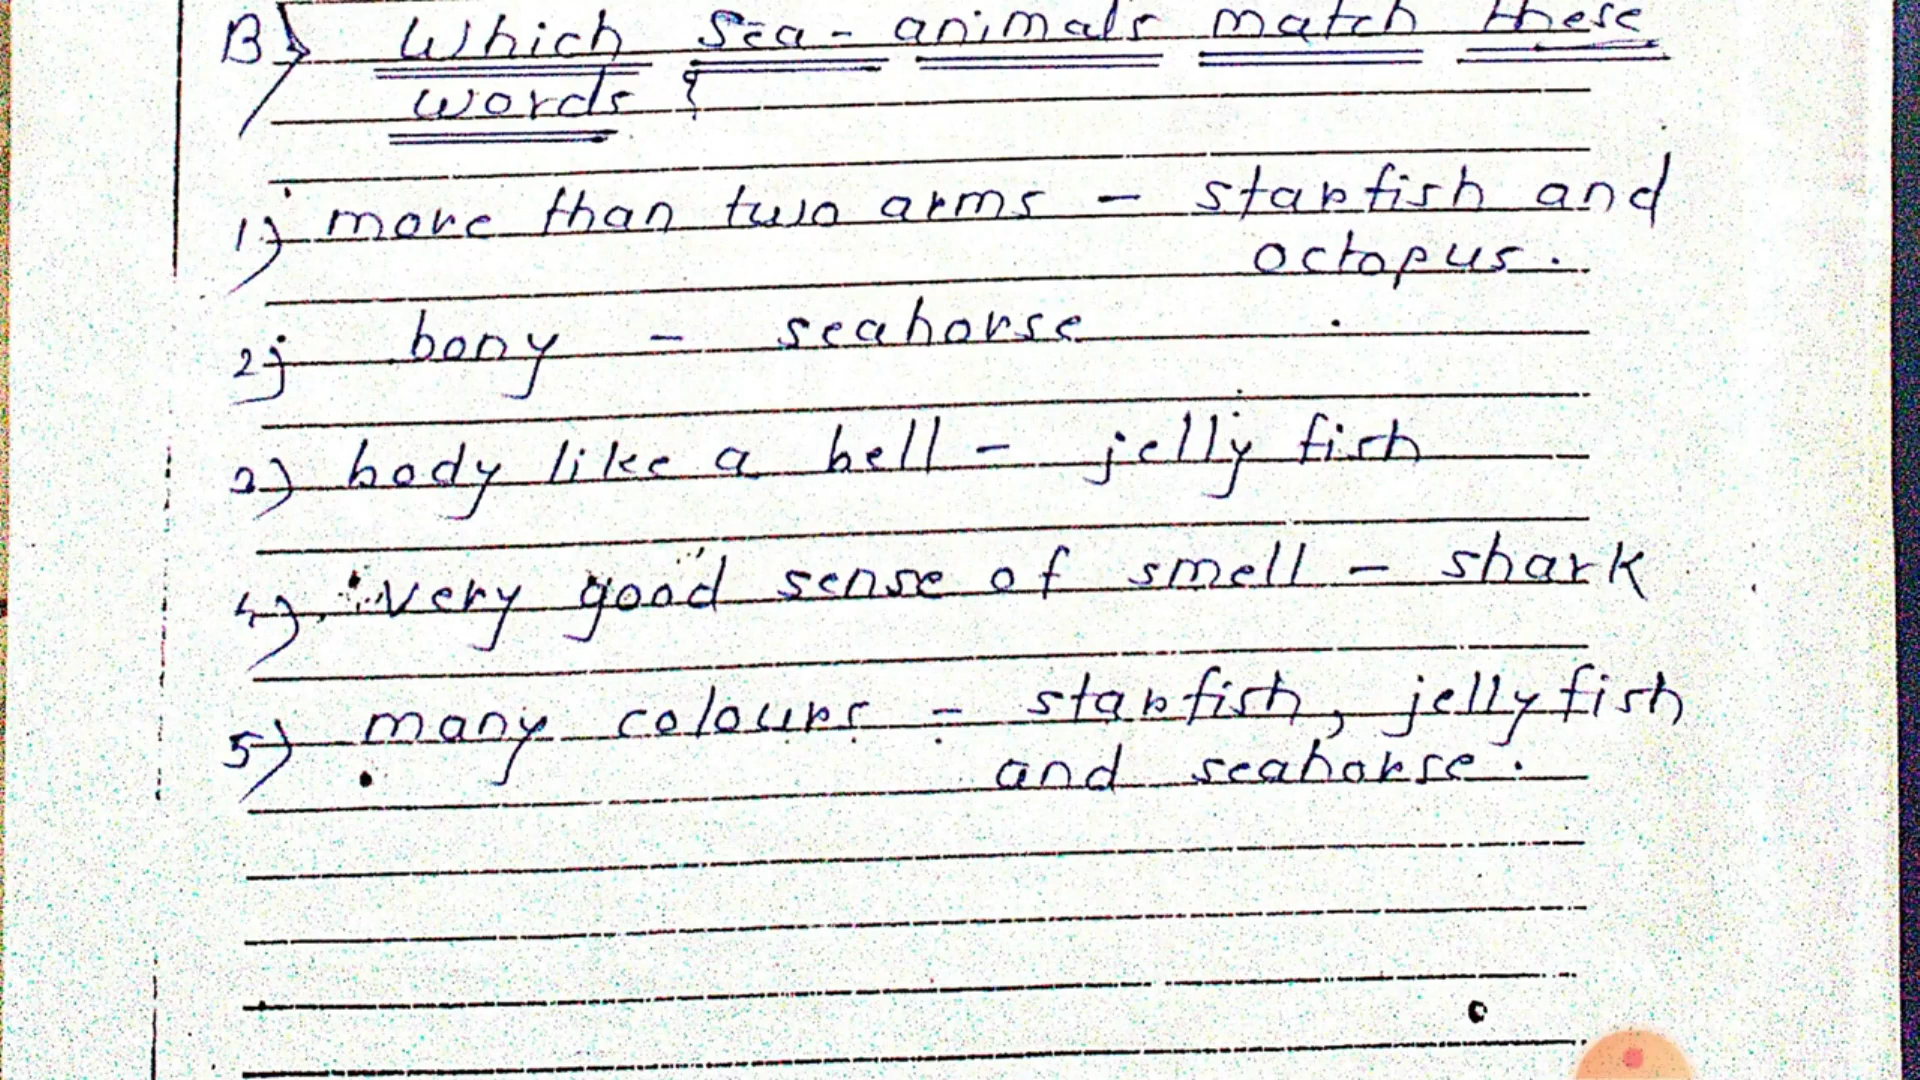 B) Which Sea-animals match these
words ?
1) more than two arms - starfish and
octopus.
2) bony - seahorse
3) body like a bell - jelly fish
4) very good sense of smell - shark
5) many colours - starfish, jellyfish
and seahorse.